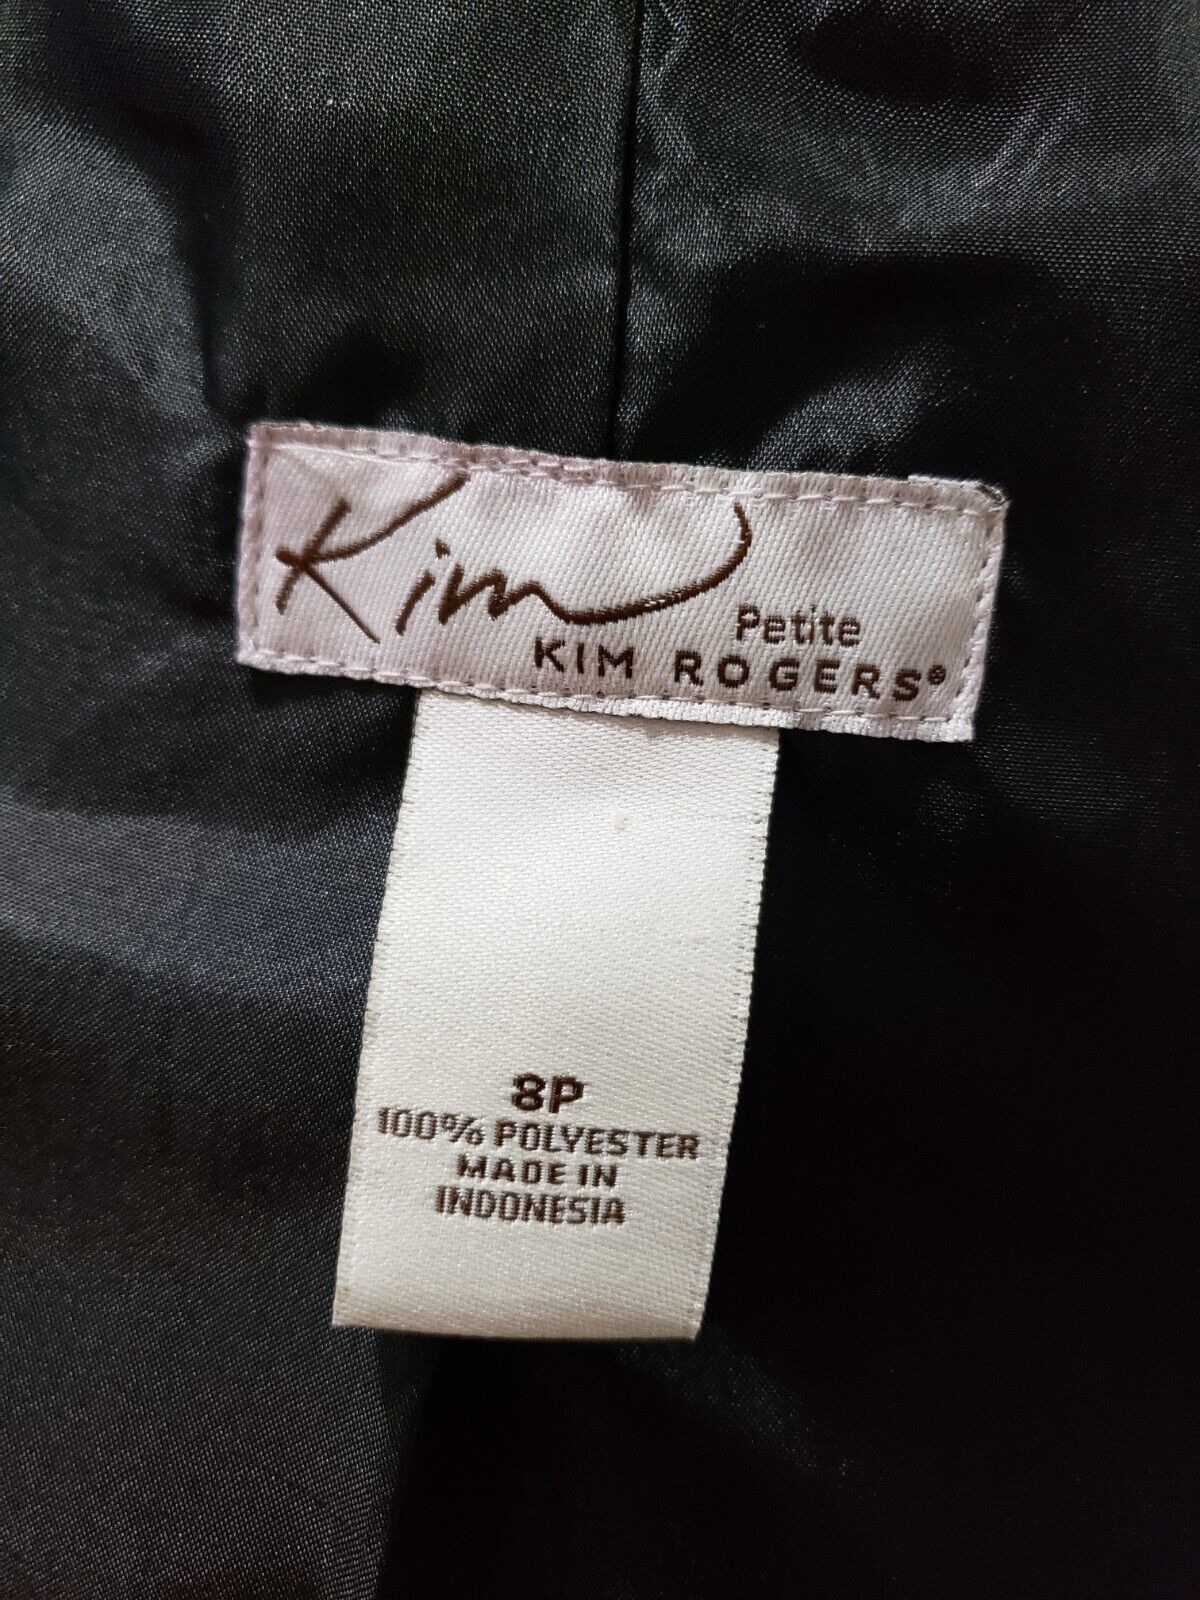 Kim
Petite
KIM ROGERS®
8P
100% POLYESTER
MADE IN
INDONESIA